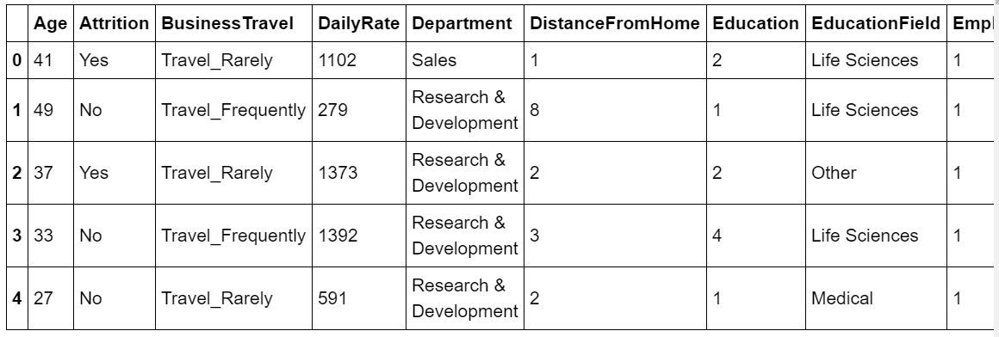 Age Attrition BusinessTravel DailyRate Department DistanceFromHome Education EducationField Empl
0 41 Yes Travel_Rarely 1102 Sales 1 2 Life Sciences 1
1 49 No Travel_Frequently 279 Research & Development 8 1 Life Sciences 1
2 37 Yes Travel_Rarely 1373 Research & Development 2 2 Other 1
3 33 No Travel_Frequently 1392 Research & Development 3 4 Life Sciences 1
4 27 No Travel_Rarely 591 Research & Development 2 1 Medical 1